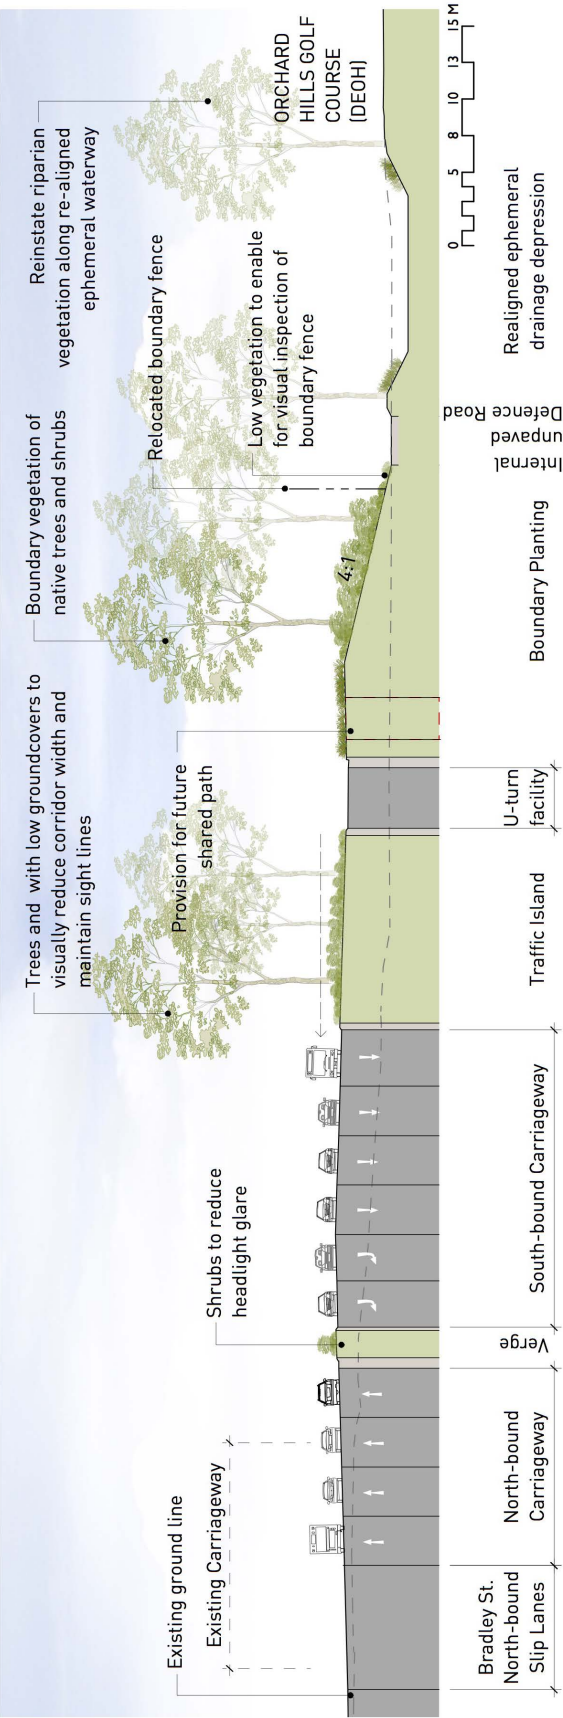 Existing ground line
Existing Carriageway
Shrubs to reduce
headlight glare
Trees and with low groundcovers to
visually reduce corridor width and
maintain sight lines
Provision for future
shared path
Boundary vegetation of
native trees and shrubs
Relocated boundary fence
Low vegetation to enable
for visual inspection of
boundary fence
Reinstate riparian
vegetation along re-aligned
ephemeral waterway
ORCHARD
HILLS GOLF
COURSE
(DEOH)
4:1
Bradley St.
North-bound
Slip Lanes
North-bound
Carriageway
Verge
South-bound Carriageway
Traffic Island
U-turn
facility
Boundary Planting
Internal
unpaved
Defence Road
Realigned ephemeral
drainage depression
0 5 8 10 13 15 M